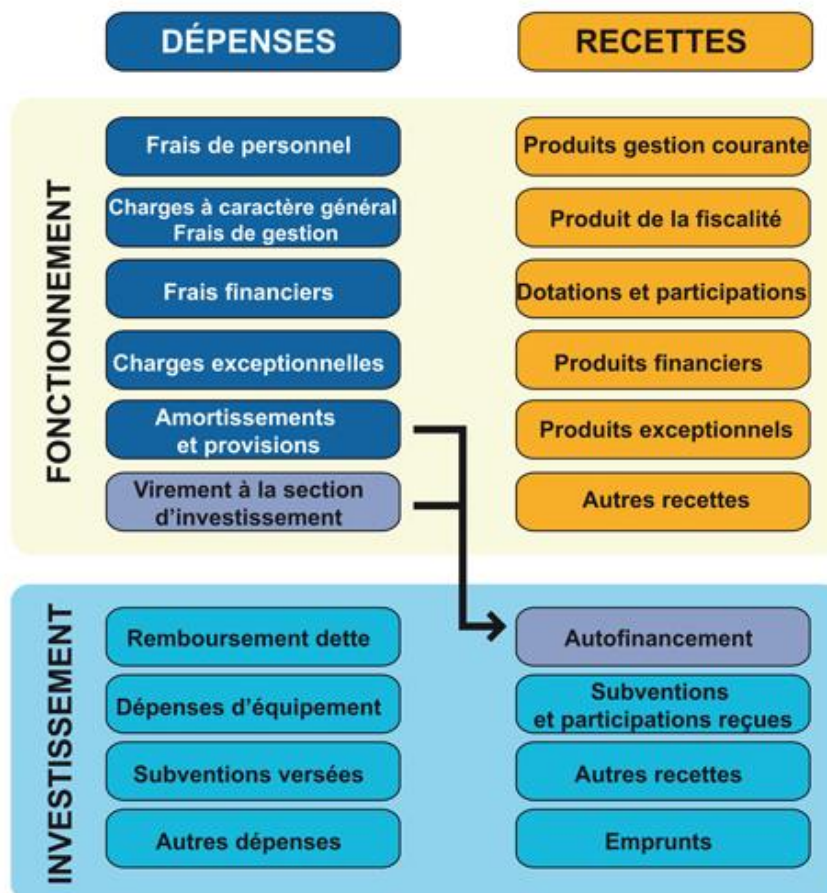 DÉPENSES
RECETTES
FONCTIONNEMENT
Frais de personnel
Produits gestion courante
Charges à caractère général
Frais de gestion
Produit de la fiscalité
Frais financiers
Dotations et participations
Charges exceptionnelles
Produits financiers
Amortissements
et provisions
Produits exceptionnels
Virement à la section
d'investissement
Autres recettes
INVESTISSEMENT
Remboursement dette
Autofinancement
Dépenses d'équipement
Subventions
et participations reçues
Subventions versées
Autres recettes
Autres dépenses
Emprunts